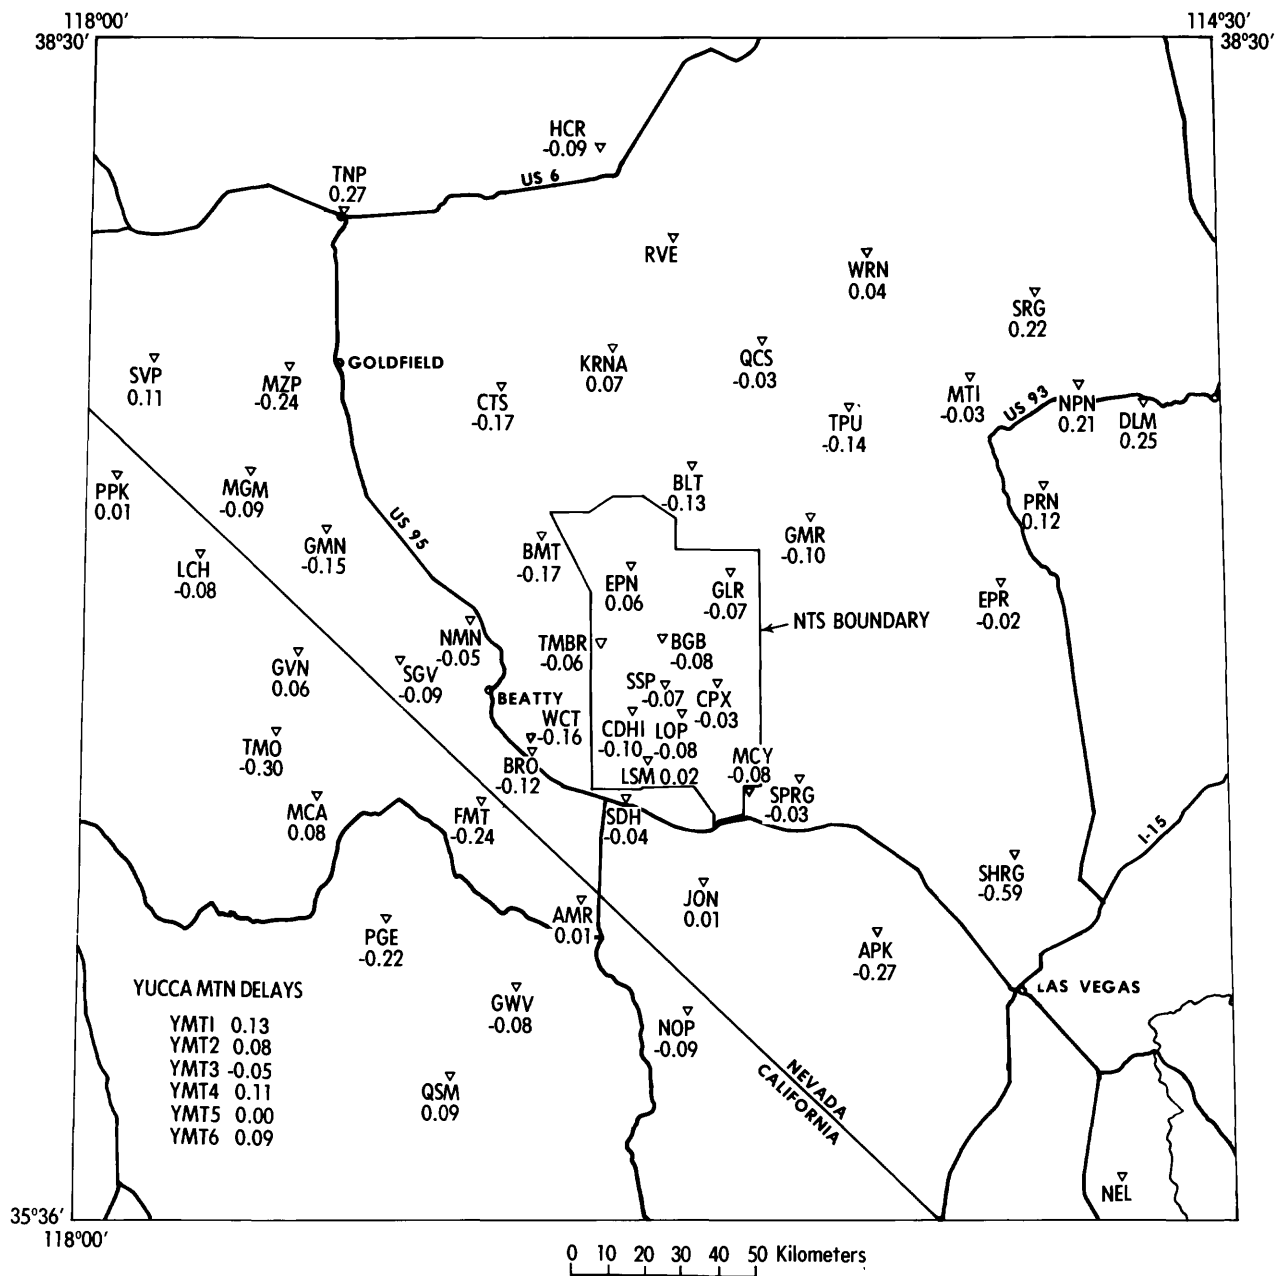 118°00′
114°30′
38°30′
38°30′
HCR
-0.09
TNP
0.27
US 6
RVE
WRN
0.04
SRG
0.22
GOLDFIELD
SVP
0.11
MZP
-0.24
CTS
-0.17
KRNA
0.07
QCS
-0.03
TPU
-0.14
MTI
-0.03
US 93
NPN
0.21
DLM
0.25
PPK
0.01
MGM
-0.09
BLT
-0.13
PRN
0.12
US 95
GMN
-0.15
LCH
-0.08
BMT
-0.17
GMR
-0.10
EPN
0.06
GLR
-0.07
EPR
-0.02
NTS BOUNDARY
NMN
-0.05
TMBR
-0.06
BGB
-0.08
GVN
0.06
SGV
-0.09
BEATTY
SSP
-0.07
CPX
-0.03
WCT
-0.16
CDHI
-0.10
LOP
-0.08
TMO
-0.30
BRO
-0.12
LSM 0.02
MCY
-0.08
SPRG
-0.03
MCA
0.08
FMT
-0.24
SDH
-0.04
I-15
SHRG
-0.59
JON
0.01
AMR
0.01
PGE
-0.22
APK
-0.27
YUCCA MTN DELAYS
YMT1 0.13
YMT2 0.08
YMT3 -0.05
YMT4 0.11
YMT5 0.00
YMT6 0.09
GWV
-0.08
LAS VEGAS
NOP
-0.09
QSM
0.09
NEVADA
CALIFORNIA
NEL
35°36′
118°00′
0 10 20 30 40 50 Kilometers